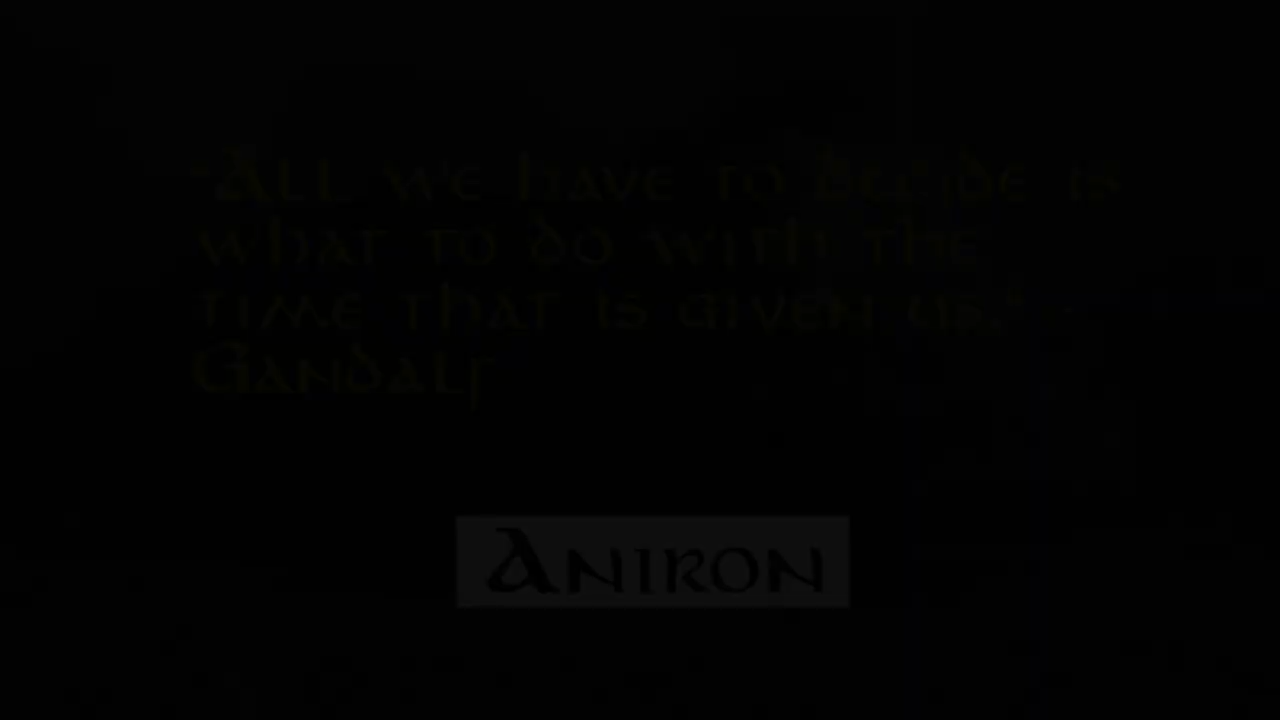 "All we have to decide is
what to do with the
time that is given us." -
Gandalf
Aniron